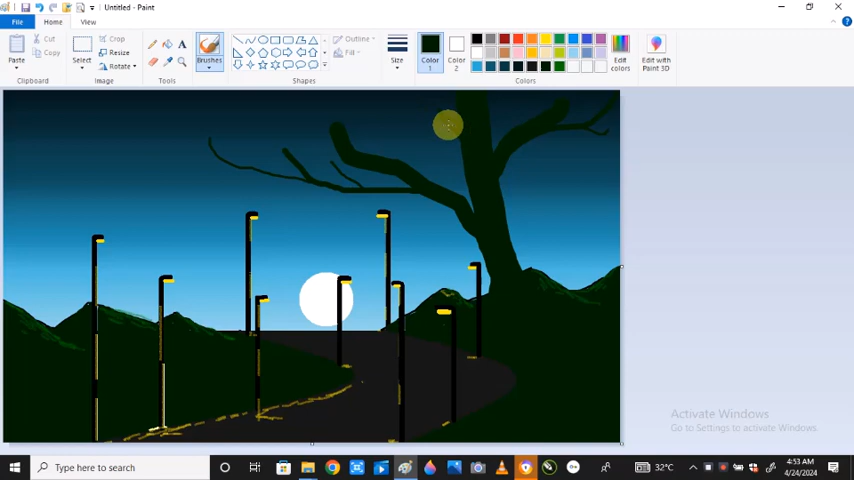 Untitled - Paint
File Home View
Paste
Cut
Copy
Clipboard
Select
Crop
Resize
Rotate
Image
A
Tools
Brushes
Outline
Fill
Shapes
Size
Color
1
Color
2
Edit
colors
Colors
Edit with
Paint 3D
Activate Windows
Go to Settings to activate Windows.
Type here to search
32°C
4:53 AM
4/24/2024